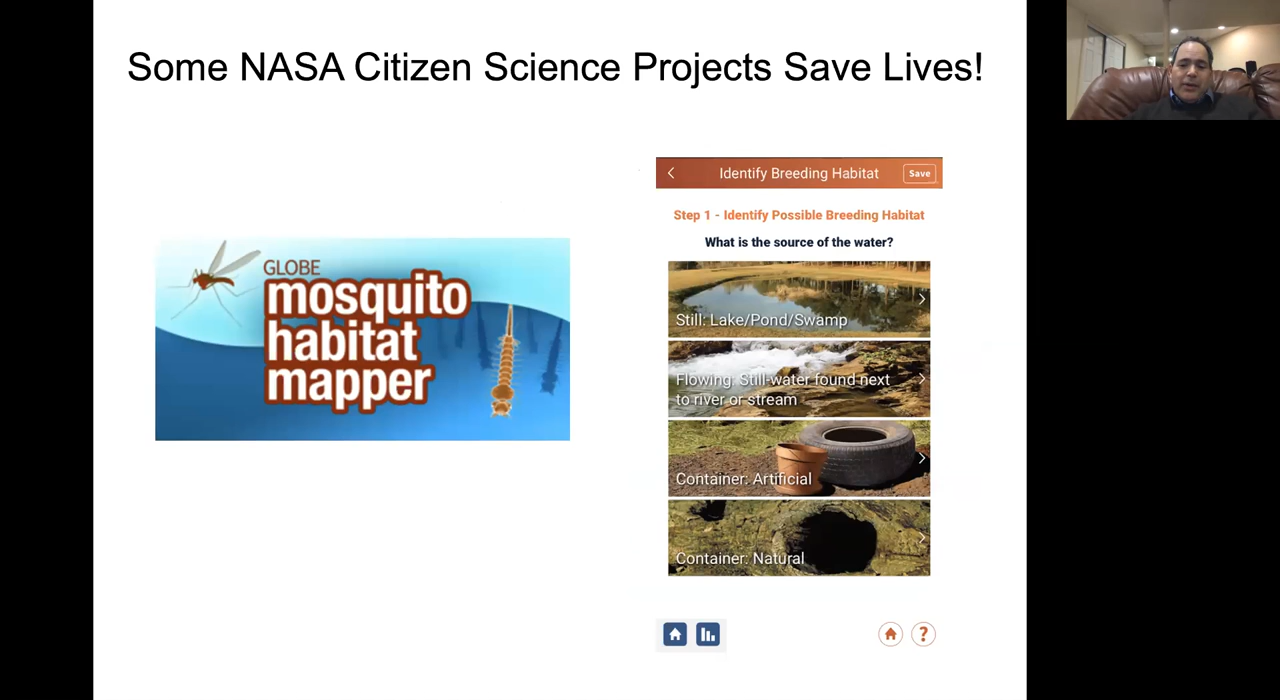 Some NASA Citizen Science Projects Save Lives!
GLOBE
mosquito
habitat
mapper
Identify Breeding Habitat
Save
Step 1 - Identify Possible Breeding Habitat
What is the source of the water?
Still: Lake/Pond/Swamp
Flowing: Still water found next
to river or stream
Container: Artificial
Container: Natural
?